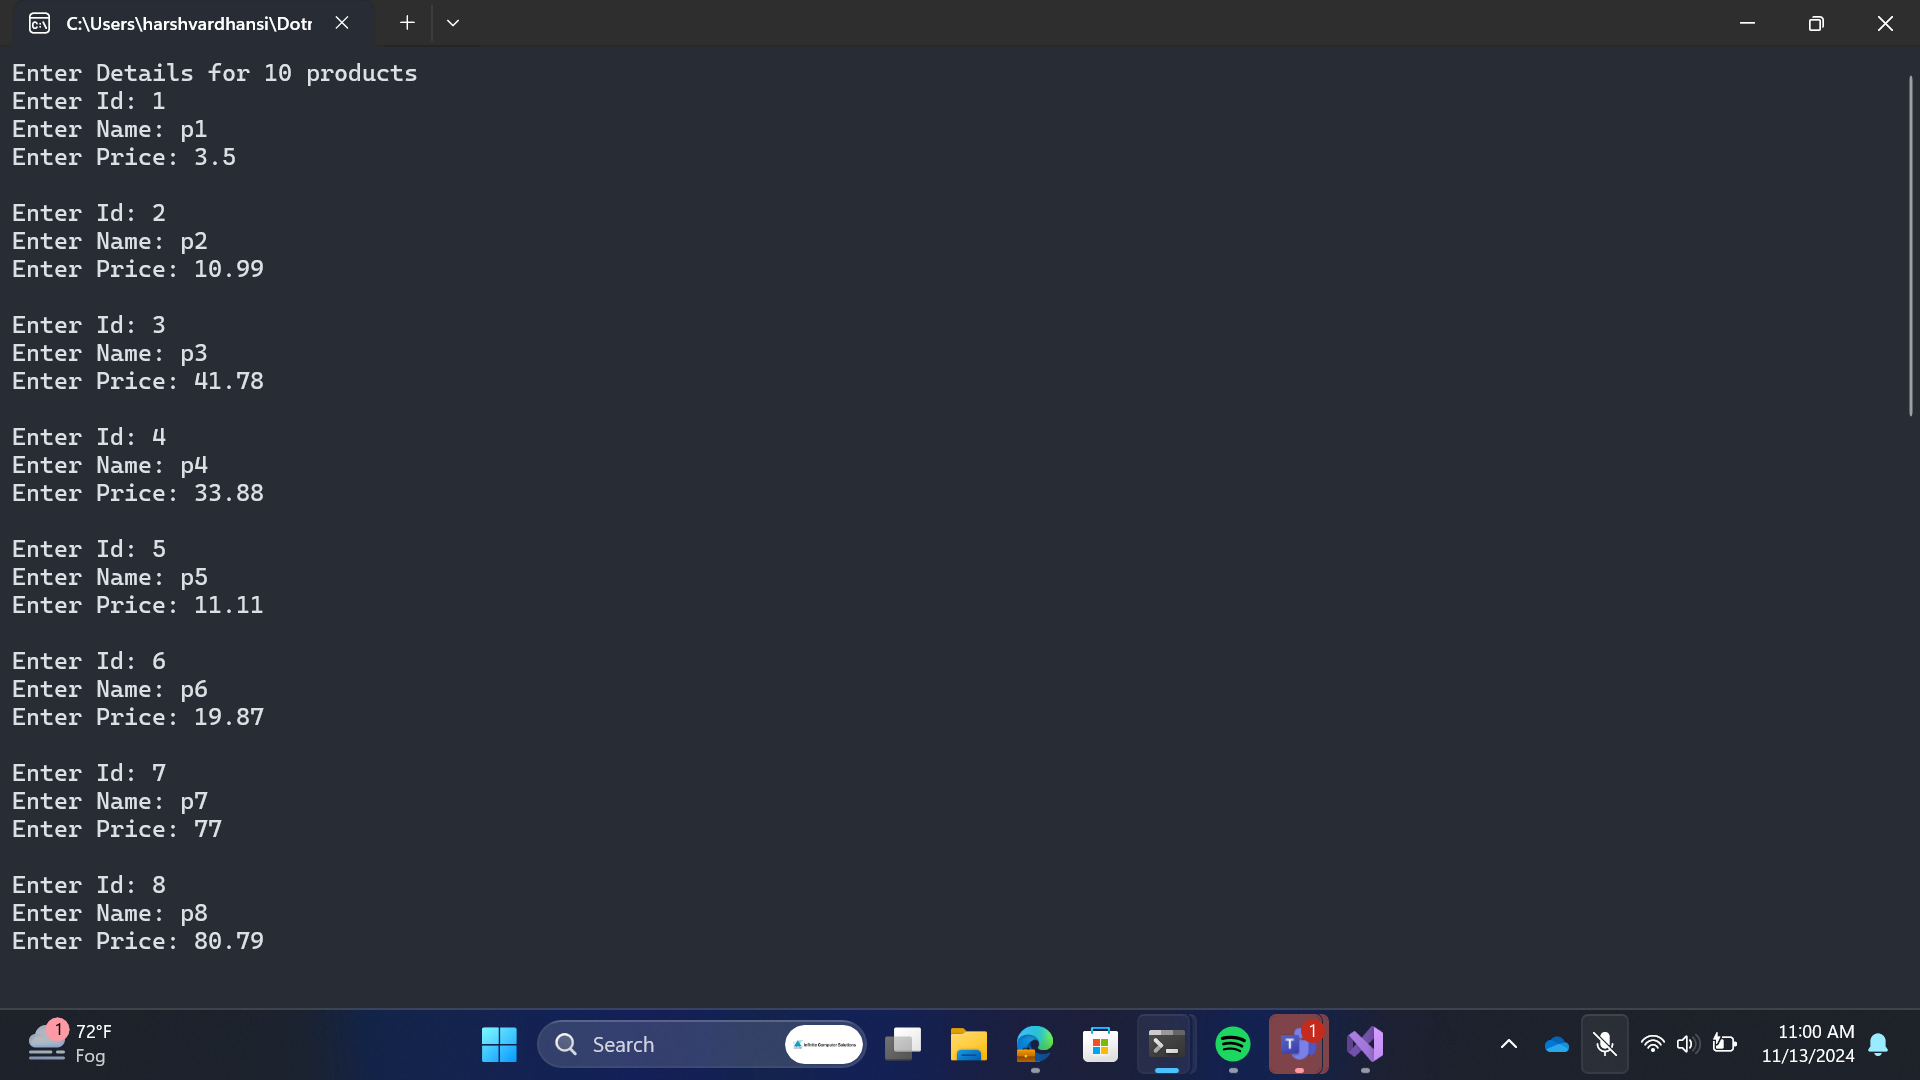 C:\Users\harshvardhansi\Dotr
Enter Details for 10 products
Enter Id: 1
Enter Name: p1
Enter Price: 3.5
Enter Id: 2
Enter Name: p2
Enter Price: 10.99
Enter Id: 3
Enter Name: p3
Enter Price: 41.78
Enter Id: 4
Enter Name: p4
Enter Price: 33.88
Enter Id: 5
Enter Name: p5
Enter Price: 11.11
Enter Id: 6
Enter Name: p6
Enter Price: 19.87
Enter Id: 7
Enter Name: p7
Enter Price: 77
Enter Id: 8
Enter Name: p8
Enter Price: 80.79
1
72°F
Fog
Search
Infinite Computer Solutions
1
11:00 AM
11/13/2024